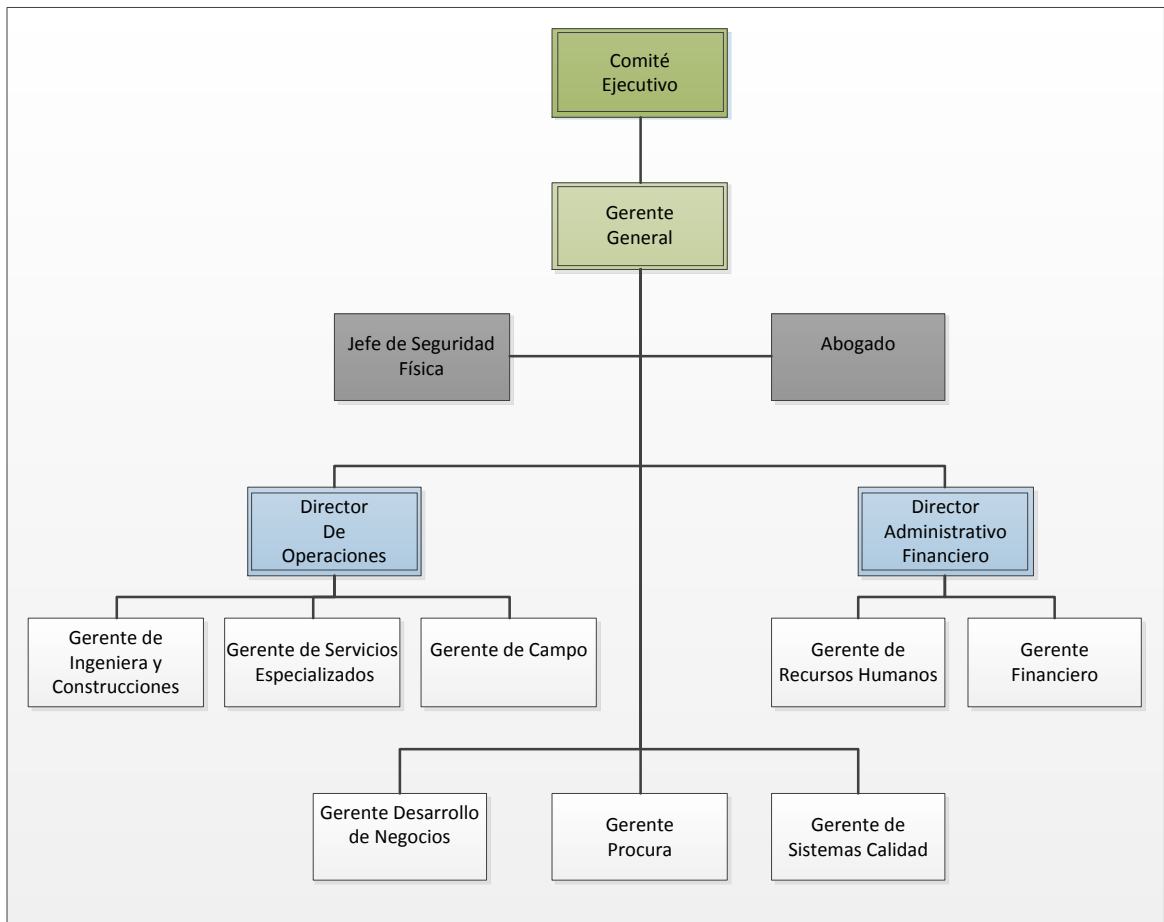 Comité
Ejecutivo
Gerente
General
Jefe de Seguridad
Física
Abogado
Director
De
Operaciones
Director
Administrativo
Financiero
Gerente de
Ingeniera y
Construcciones
Gerente de Servicios
Especializados
Gerente de Campo
Gerente de
Recursos Humanos
Gerente
Financiero
Gerente Desarrollo
de Negocios
Gerente
Procura
Gerente de
Sistemas Calidad